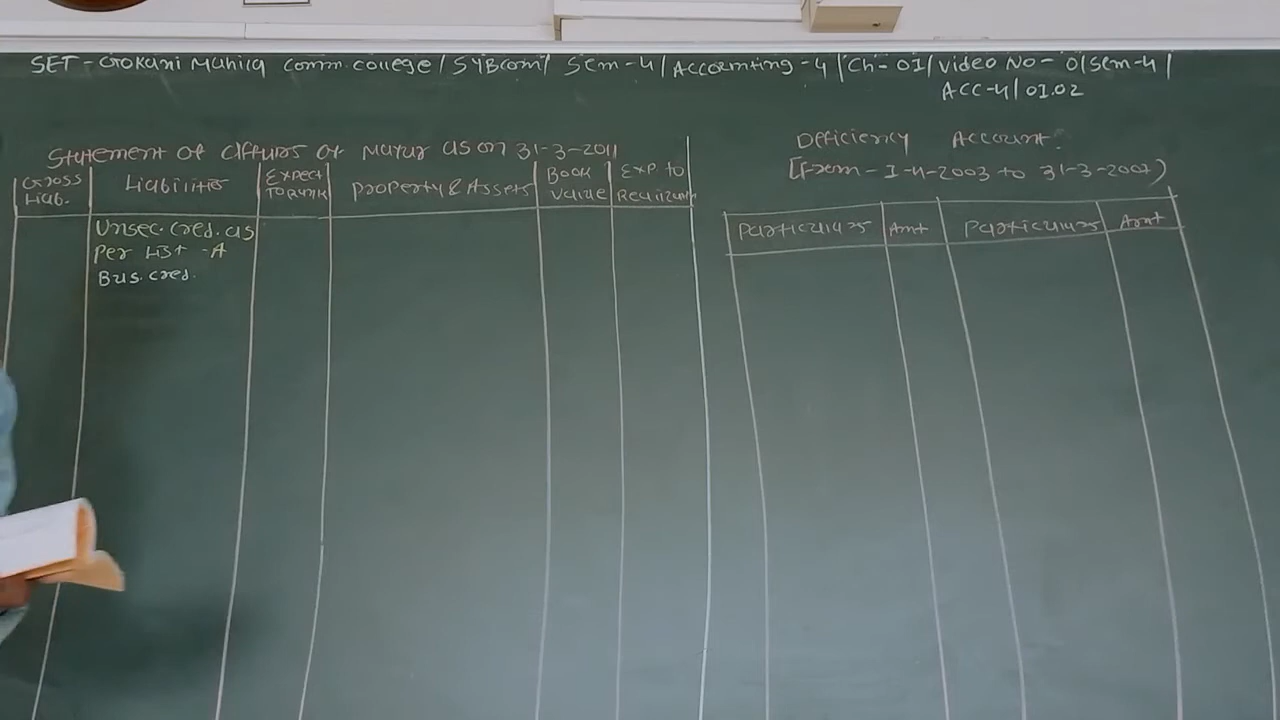 SET - Gokani Mahila Comm. college / SYBcom / Sem - 4 / Accounting - 4 / Ch - 01 / Video No - 01 Sem - 4 /
ACC-4 / 01.02
Statement of affairs of Mayur as on 31-3-2011
Gross Liab.
Liabilities
Expect To Rank
Property & Assets
Book Value
Exp. to
Unsec. Cred. as
Per List - A
Bus. cred.
Deficiency Account.
[From - 1-4-2003 to 31-3-2007)
Particulars
Amt
Particulars
Amt